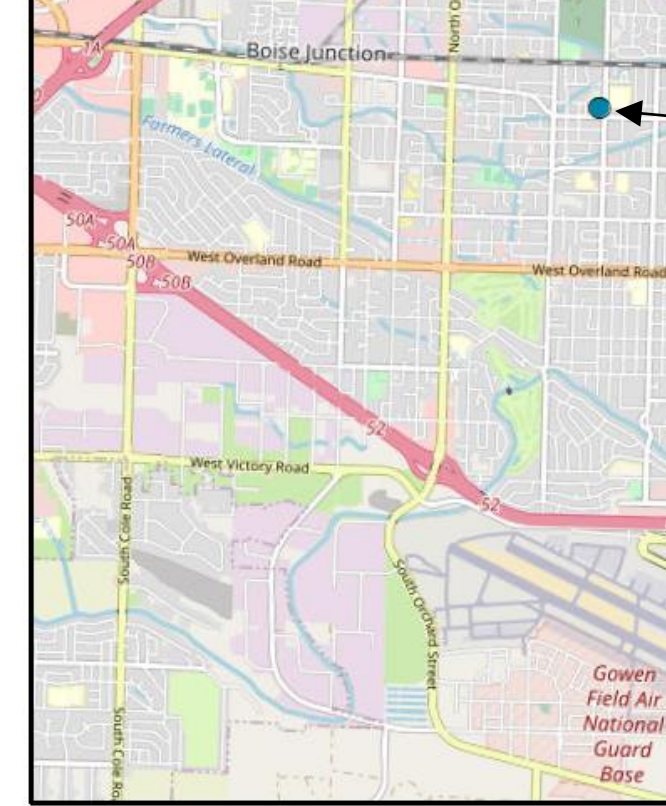 North O
1A
Boise Junction
Farmers Lateral
50A
50A
50B
50B
West Overland Road
West Overland Road
52
West Victory Road
52
South Cole Road
South Orchard Street
Gowen
Field Air
National
Guard
Base
South Cole Ro